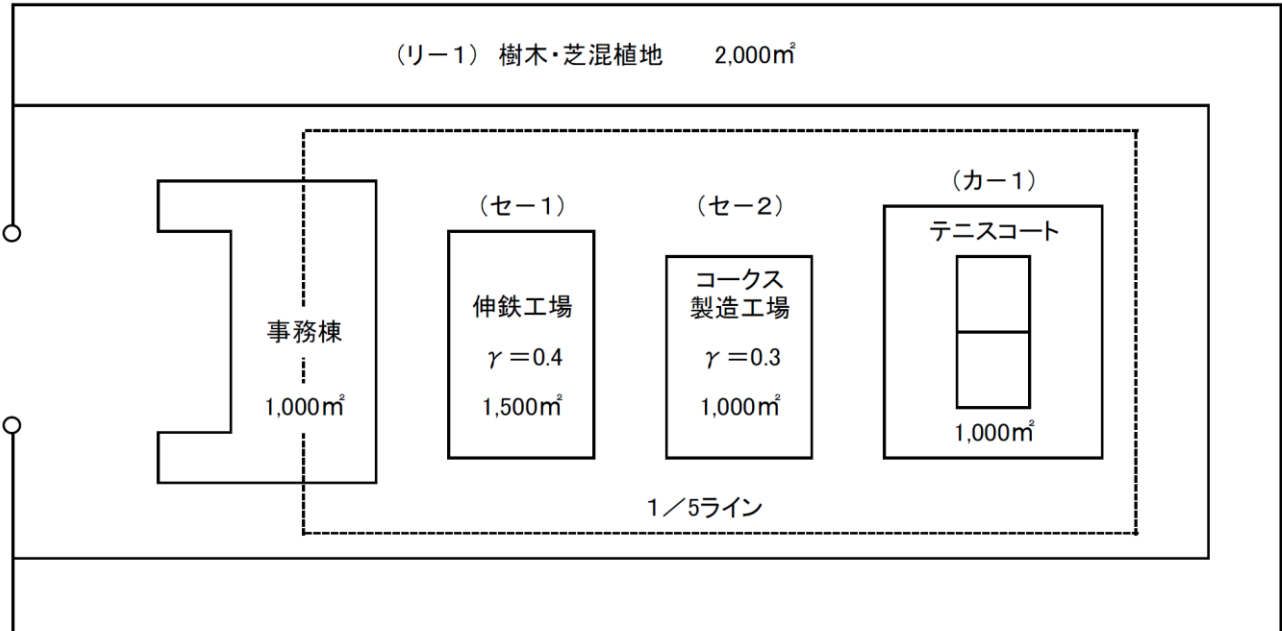 （リー１） 樹木・芝混植地 2,000㎡
（セー１）
（セー２）
（カー１）
テニスコート
コークス
製造工場
伸鉄工場
事務棟
γ＝0.4
γ＝0.3
1,000㎡
1,500㎡
1,000㎡
1,000㎡
１／5ライン